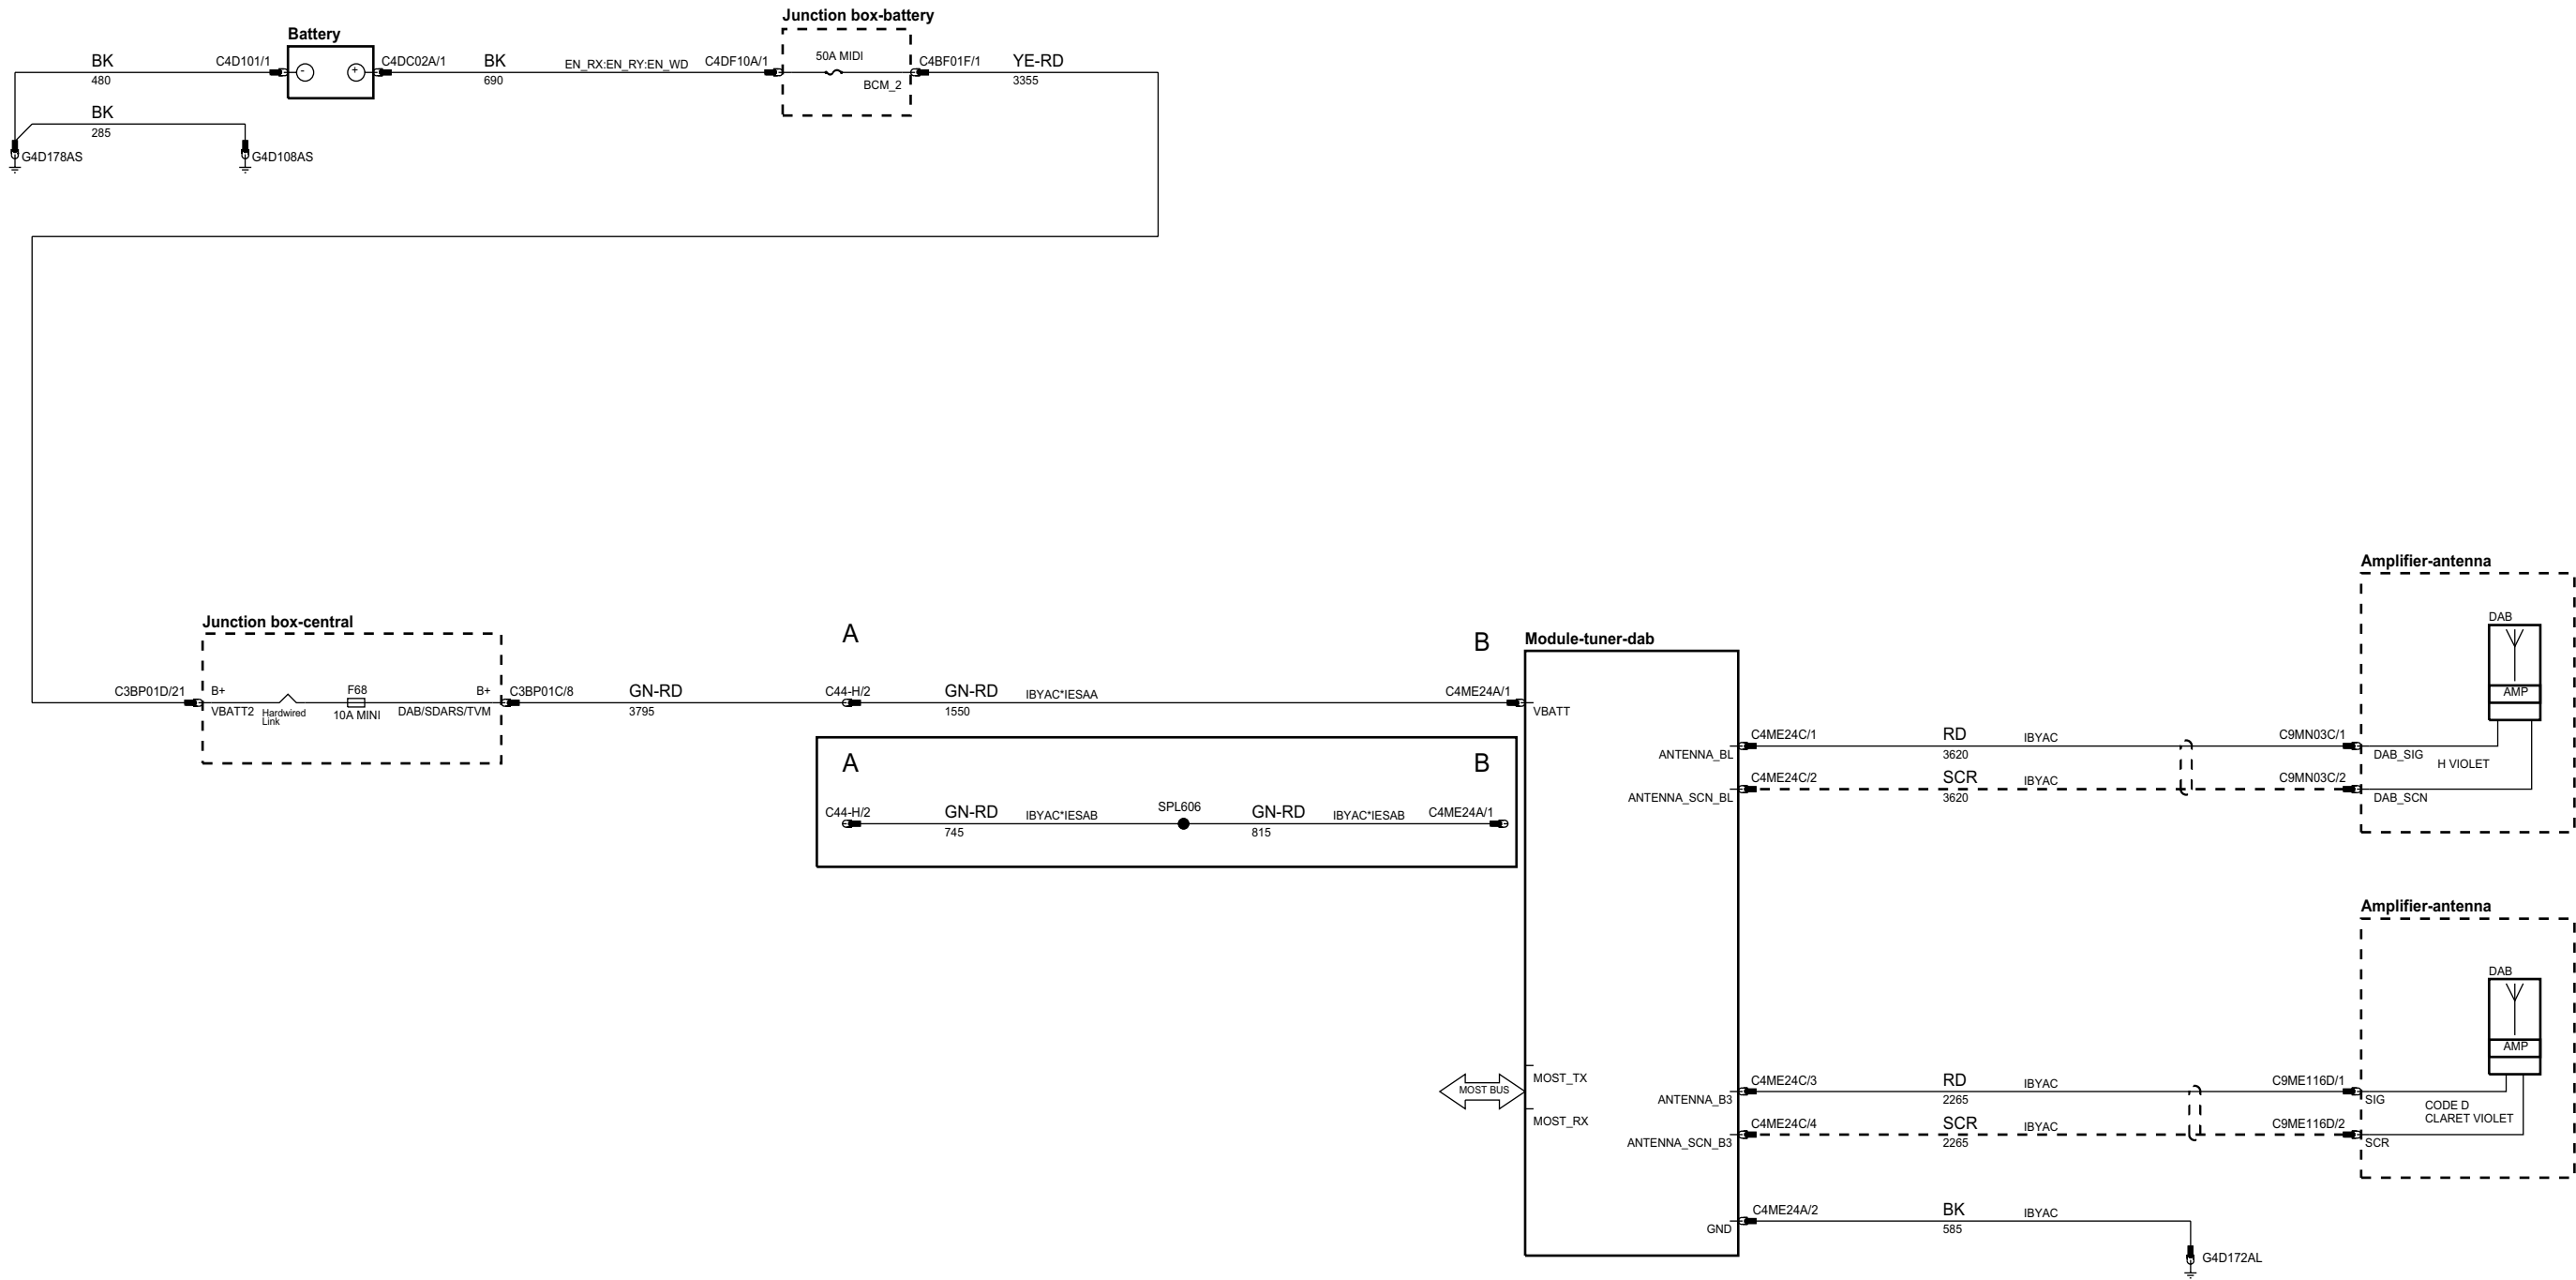 Junction box-battery
Battery
BK
480
C4D101/1
-
+
C4DC02A/1
BK
690
EN_RX:EN_RY:EN_WD
C4DF10A/1
50A MIDI
BCM_2
C4BF01F/1
YE-RD
3355
BK
285
G4D178AS
G4D108AS
Junction box-central
C3BP01D/21
B+
VBATT2
Hardwired
Link
F68
10A MINI
B+
DAB/SDARS/TVM
C3BP01C/8
GN-RD
3795
A
C44-H/2
GN-RD
1550
IBYAC*IESAA
B
C4ME24A/1
A
B
C44-H/2
GN-RD
745
IBYAC*IESAB
SPL606
GN-RD
815
IBYAC*IESAB
C4ME24A/1
Module-tuner-dab
VBATT
ANTENNA_BL
ANTENNA_SCN_BL
MOST BUS
MOST_TX
MOST_RX
ANTENNA_B3
ANTENNA_SCN_B3
GND
C4ME24C/1
RD
3620
IBYAC
C9MN03C/1
C4ME24C/2
SCR
3620
IBYAC
C9MN03C/2
Amplifier-antenna
DAB
AMP
DAB_SIG
H VIOLET
DAB_SCN
C4ME24C/3
RD
2265
IBYAC
C9ME116D/1
C4ME24C/4
SCR
2265
IBYAC
C9ME116D/2
Amplifier-antenna
DAB
AMP
SIG
CODE D
CLARET VIOLET
SCR
C4ME24A/2
BK
585
IBYAC
G4D172AL